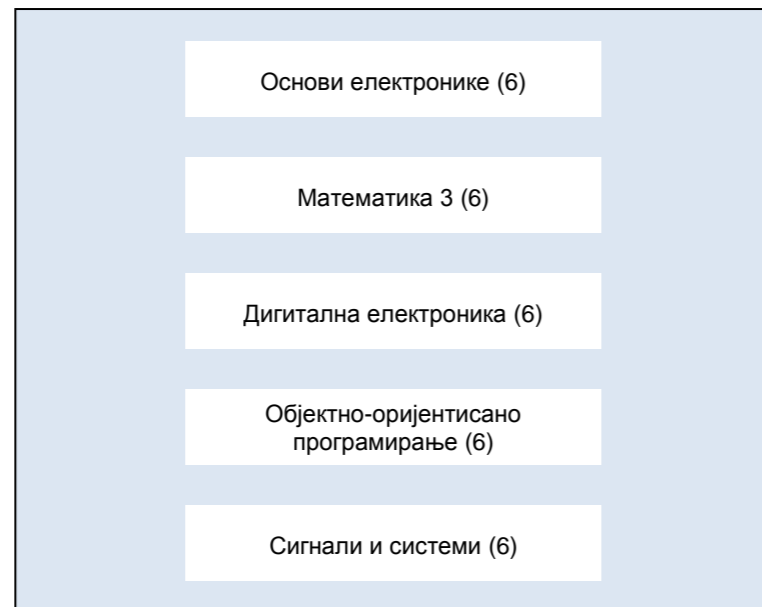 Основи електронике (6)
Математика 3 (6)
Дигитална електроника (6)
Објектно-оријентисано
програмирање (6)
Сигнали и системи (6)